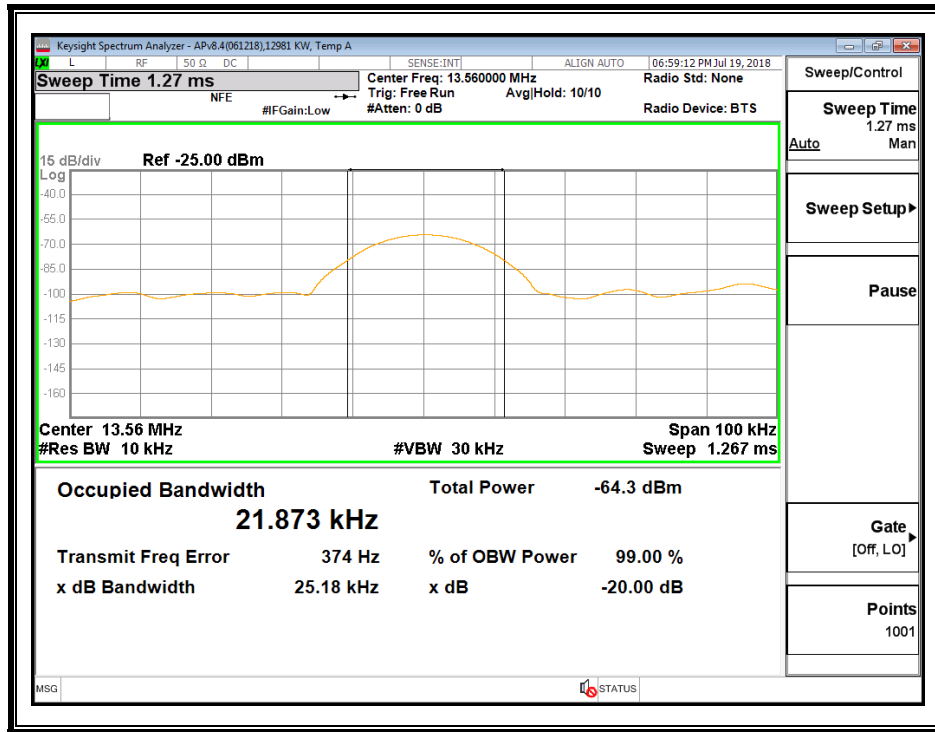 Keysight Spectrum Analyzer - APv8.4(061218),12981 KW, Temp A
LXI L RF 50 Ω DC SENSE:INT ALIGN AUTO 06:59:12 PM Jul 19, 2018
Sweep Time 1.27 ms
NFE
#IFGain:Low
Center Freq: 13.560000 MHz
Trig: Free Run Avg|Hold: 10/10
#Atten: 0 dB
Radio Std: None
Radio Device: BTS
15 dB/div Ref -25.00 dBm
Log
-40.0
-55.0
-70.0
-85.0
-100
-115
-130
-145
-160
Center 13.56 MHz Span 100 kHz
#Res BW 10 kHz #VBW 30 kHz Sweep 1.267 ms
Occupied Bandwidth
21.873 kHz
Total Power -64.3 dBm
Transmit Freq Error 374 Hz % of OBW Power 99.00 %
x dB Bandwidth 25.18 kHz x dB -20.00 dB
MSG STATUS
Sweep/Control
Sweep Time
1.27 ms
Auto Man
Sweep Setup
Pause
Gate
[Off, LO]
Points
1001